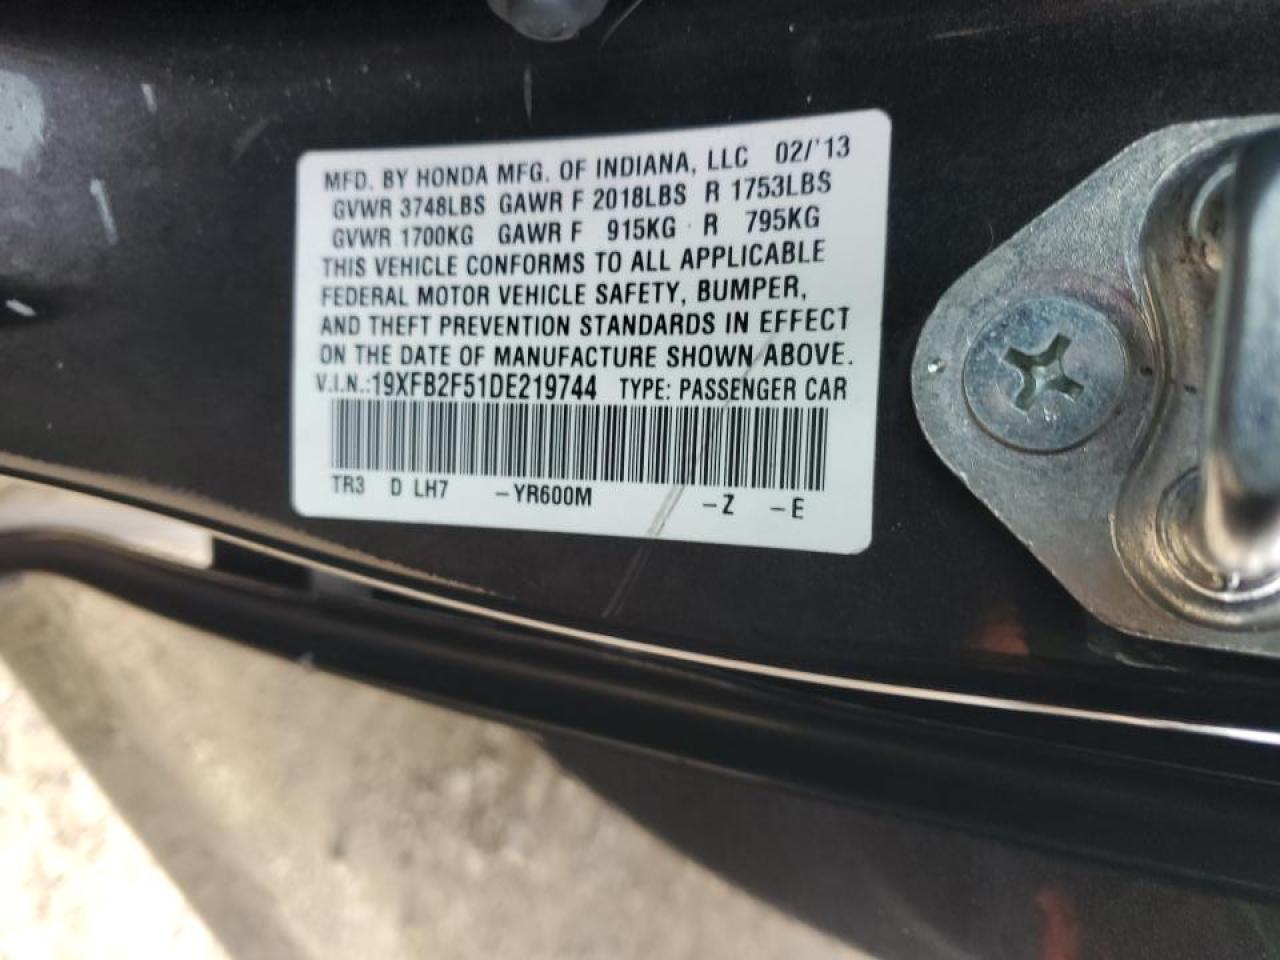 MFD. BY HONDA MFG. OF INDIANA, LLC 02/'13
GVWR 3748LBS GAWR F 2018LBS R 1753LBS
GVWR 1700KG GAWR F 915KG R 795KG
THIS VEHICLE CONFORMS TO ALL APPLICABLE
FEDERAL MOTOR VEHICLE SAFETY, BUMPER,
AND THEFT PREVENTION STANDARDS IN EFFECT
ON THE DATE OF MANUFACTURE SHOWN ABOVE.
V.I.N.:19XFB2F51DE219744 TYPE: PASSENGER CAR
TR3 D LH7 -YR600M -Z -E